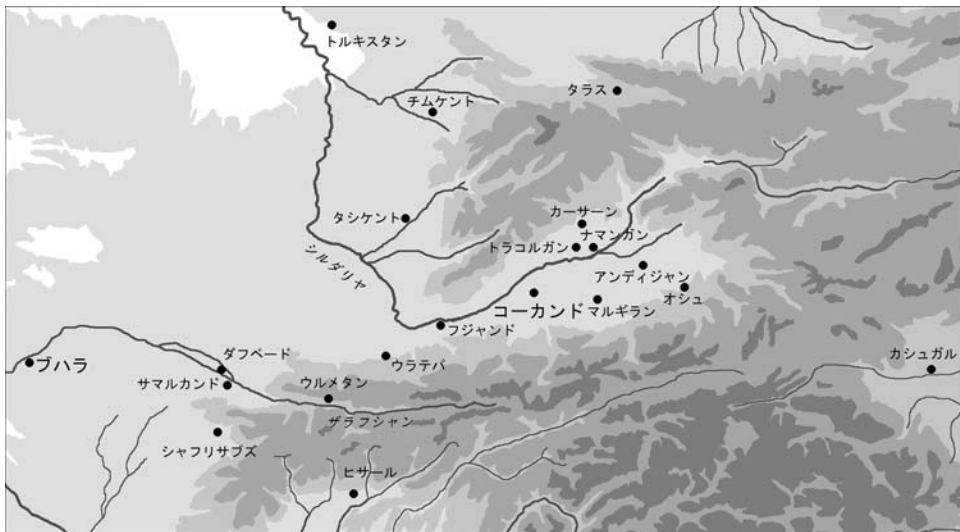 トルキスタン
タラス
チムケント
カーサーン
タシケント
ナマンガン
トラコルガン
シルダリヤ
アンディジャン
オシュ
コーカンド
マルギラン
フジャンド
ウラテパ
ブハラ
ダフベード
カシュガル
サマルカンド
ウルメタン
ザラフシャン
シャフリサブズ
ヒサール